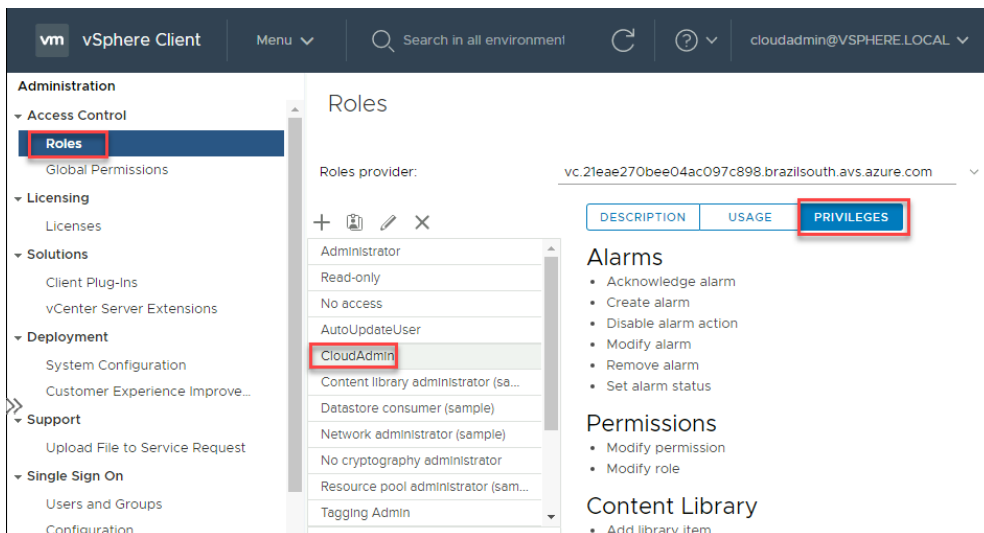 vm vSphere Client Menu Search in all environment cloudadmin@VSPHERE.LOCAL
Administration
Access Control
Roles
Global Permissions
Licensing
Licenses
Solutions
Client Plug-Ins
vCenter Server Extensions
Deployment
System Configuration
Customer Experience Improve...
Support
Upload File to Service Request
Single Sign On
Users and Groups
Configuration
Roles
Roles provider: vc.21eae270bee04ac097c898.brazilsouth.avs.azure.com
Administrator
Read-only
No access
AutoUpdateUser
CloudAdmin
Content library administrator (sa...
Datastore consumer (sample)
Network administrator (sample)
No cryptography administrator
Resource pool administrator (sam...
Tagging Admin
DESCRIPTION USAGE PRIVILEGES
Alarms
• Acknowledge alarm
• Create alarm
• Disable alarm action
• Modify alarm
• Remove alarm
• Set alarm status
Permissions
• Modify permission
• Modify role
Content Library
• Add library item